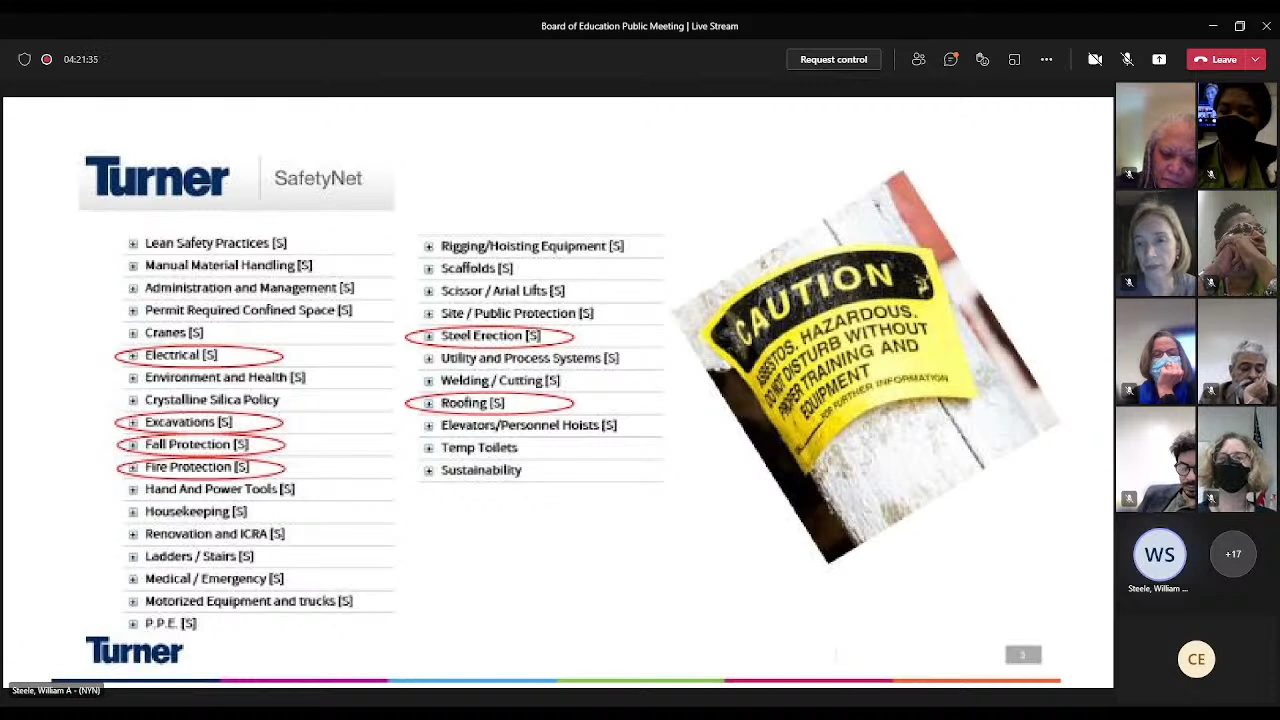 Board of Education Public Meeting | Live Stream
04:21:35
Request control
Leave
Turner
SafetyNet
Lean Safety Practices [S]
Manual Material Handling [S]
Administration and Management [S]
Permit Required Confined Space [S]
Cranes [S]
Electrical [S]
Environment and Health [S]
Crystalline Silica Policy
Excavations [S]
Fall Protection [S]
Fire Protection [S]
Hand And Power Tools [S]
Housekeeping [S]
Renovation and ICRA [S]
Ladders / Stairs [S]
Medical / Emergency [S]
Motorized Equipment and trucks [S]
P.P.E. [S]
Rigging/Hoisting Equipment [S]
Scaffolds [S]
Scissor / Arial Lifts [S]
Site / Public Protection [S]
Steel Erection [S]
Utility and Process Systems [S]
Welding / Cutting [S]
Roofing [S]
Elevators/Personnel Hoists [S]
Temp Toilets
Sustainability
CAUTION
ASBESTOS. HAZARDOUS.
DO NOT DISTURB WITHOUT
PROPER TRAINING AND
EQUIPMENT
FOR FURTHER INFORMATION
Turner
3
Steele, William A - (NYN)
WS
Steele, William ...
+17
CE